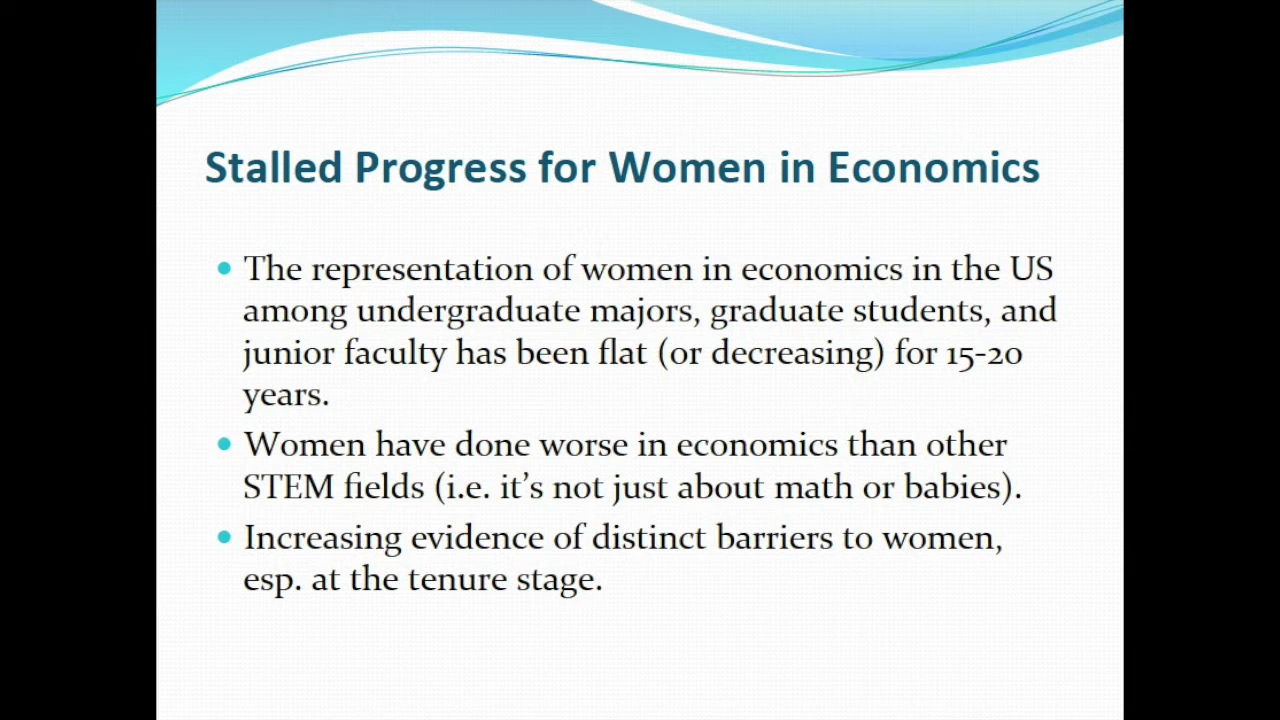 Stalled Progress for Women in Economics
• The representation of women in economics in the US
among undergraduate majors, graduate students, and
junior faculty has been flat (or decreasing) for 15-20
years.
• Women have done worse in economics than other
STEM fields (i.e. it’s not just about math or babies).
• Increasing evidence of distinct barriers to women,
esp. at the tenure stage.